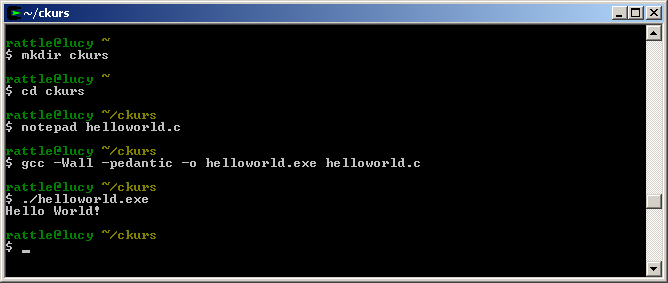 ~/ckurs
rattle@lucy ~
$ mkdir ckurs
rattle@lucy ~
$ cd ckurs
rattle@lucy ~/ckurs
$ notepad helloworld.c
rattle@lucy ~/ckurs
$ gcc -Wall -pedantic -o helloworld.exe helloworld.c
rattle@lucy ~/ckurs
$ ./helloworld.exe
Hello World!
rattle@lucy ~/ckurs
$ _